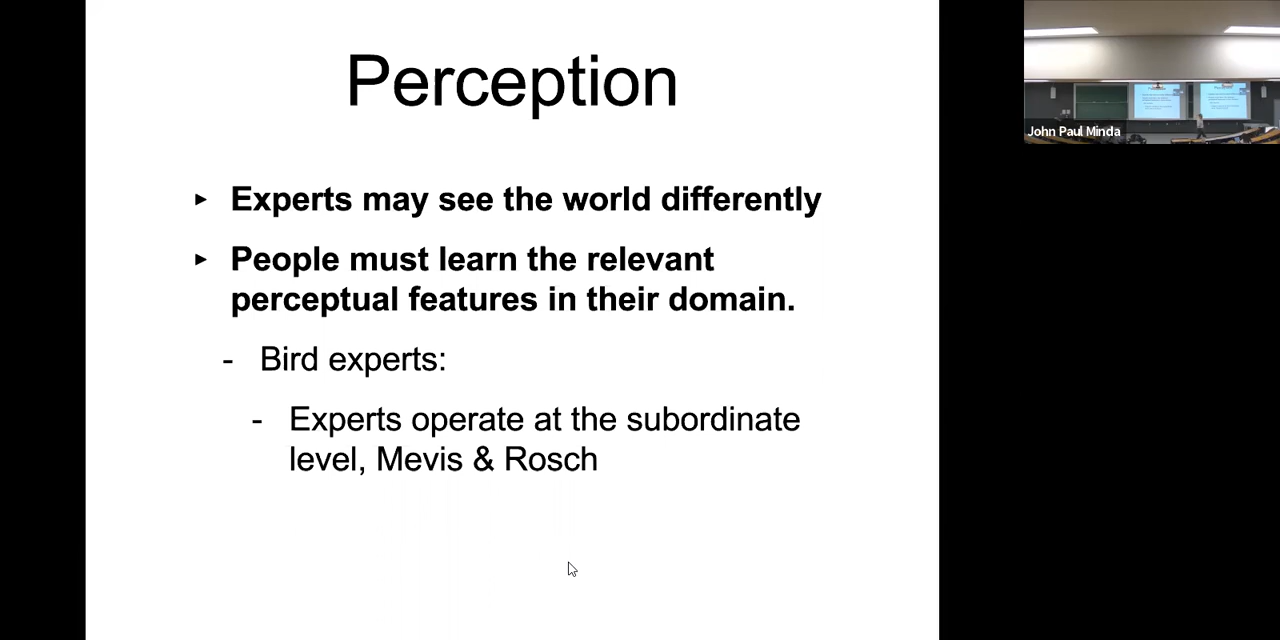 Perception
▸ Experts may see the world differently
▸ People must learn the relevant
perceptual features in their domain.
- Bird experts:
- Experts operate at the subordinate
level, Mevis & Rosch
John Paul Minda